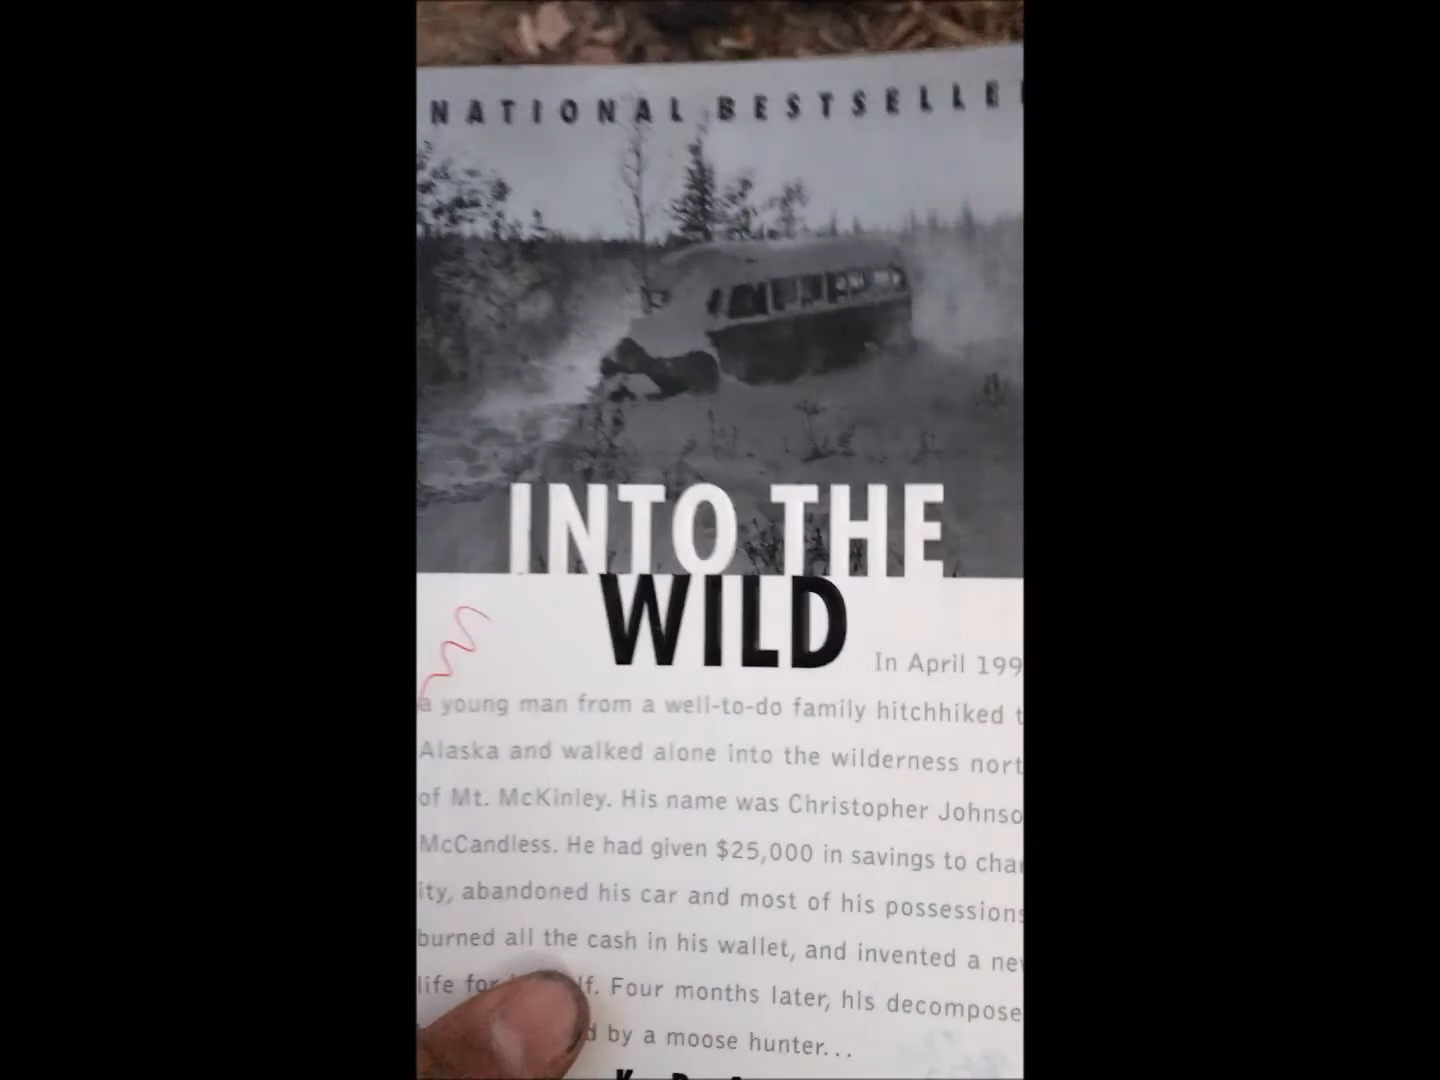 NATIONAL BESTSELLE
INTO THE
WILD
In April 199
a young man from a well-to-do family hitchhiked t
Alaska and walked alone into the wilderness nort
of Mt. McKinley. His name was Christopher Johnso
McCandless. He had given $25,000 in savings to char
ity, abandoned his car and most of his possessions
burned all the cash in his wallet, and invented a ne
life for Four months later, his decompose
by a moose hunter...